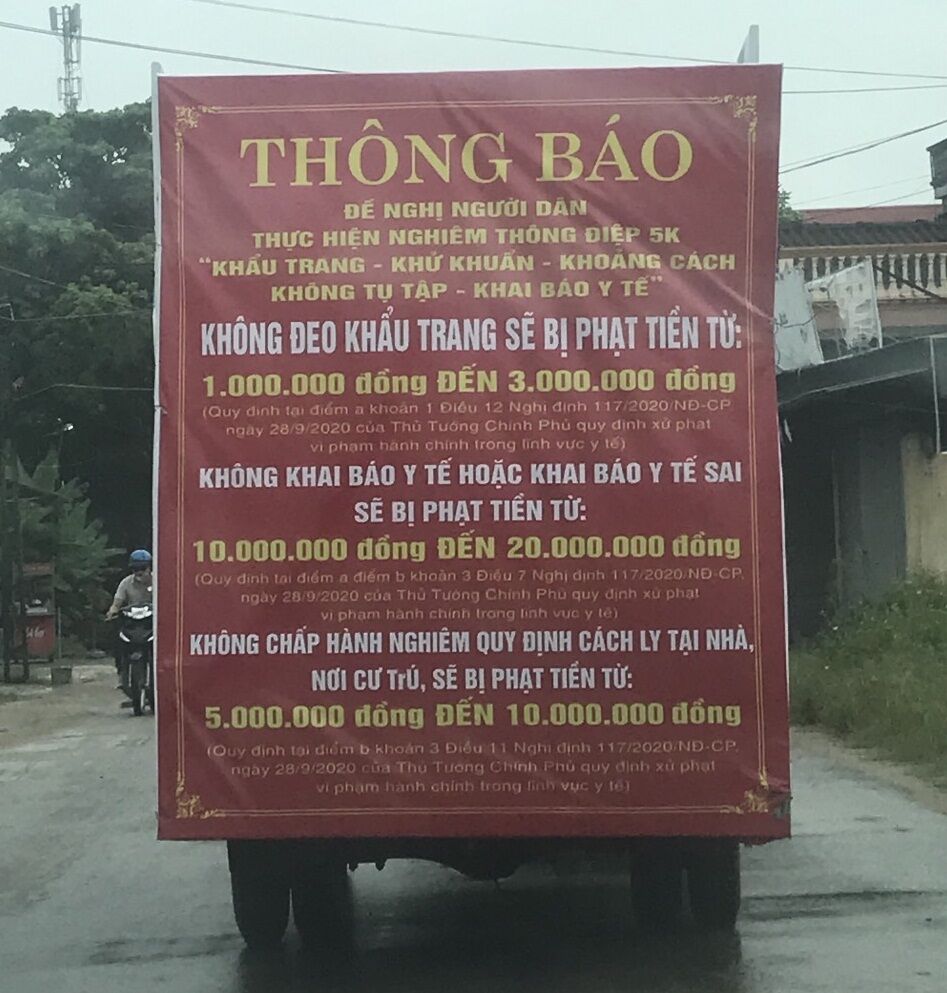 THÔNG BÁO
ĐỀ NGHỊ NGƯỜI DÂN
THỰC HIỆN NGHIÊM THÔNG ĐIỆP 5K
"KHẨU TRANG - KHỬ KHUẨN - KHOẢNG CÁCH
KHÔNG TỤ TẬP - KHAI BÁO Y TẾ"
KHÔNG ĐEO KHẨU TRANG SẼ BỊ PHẠT TIỀN TỪ:
1.000.000 đồng ĐẾN 3.000.000 đồng
(Quy định tại điểm a khoản 1 Điều 12 Nghị định 117/2020/NĐ-CP
ngày 28/9/2020 của Thủ Tướng Chính Phủ quy định xử phạt
vi phạm hành chính trong lĩnh vực y tế)
KHÔNG KHAI BÁO Y TẾ HOẶC KHAI BÁO Y TẾ SAI
SẼ BỊ PHẠT TIỀN TỪ:
10.000.000 đồng ĐẾN 20.000.000 đồng
(Quy định tại điểm a điểm b khoản 3 Điều 7 Nghị định 117/2020/NĐ-CP,
ngày 28/9/2020 của Thủ Tướng Chính Phủ quy định xử phạt
vi phạm hành chính trong lĩnh vực y tế)
KHÔNG CHẤP HÀNH NGHIÊM QUY ĐỊNH CÁCH LY TẠI NHÀ,
NƠI CƯ TrÚ, SẼ BỊ PHẠT TIỀN TỪ:
5.000.000 đồng ĐẾN 10.000.000 đồng
(Quy định tại điểm b khoản 3 Điều 11 Nghị định 117/2020/NĐ-CP,
ngày 28/9/2020 của Thủ Tướng Chính Phủ quy định xử phạt
vi phạm hành chính trong lĩnh vực y tế)